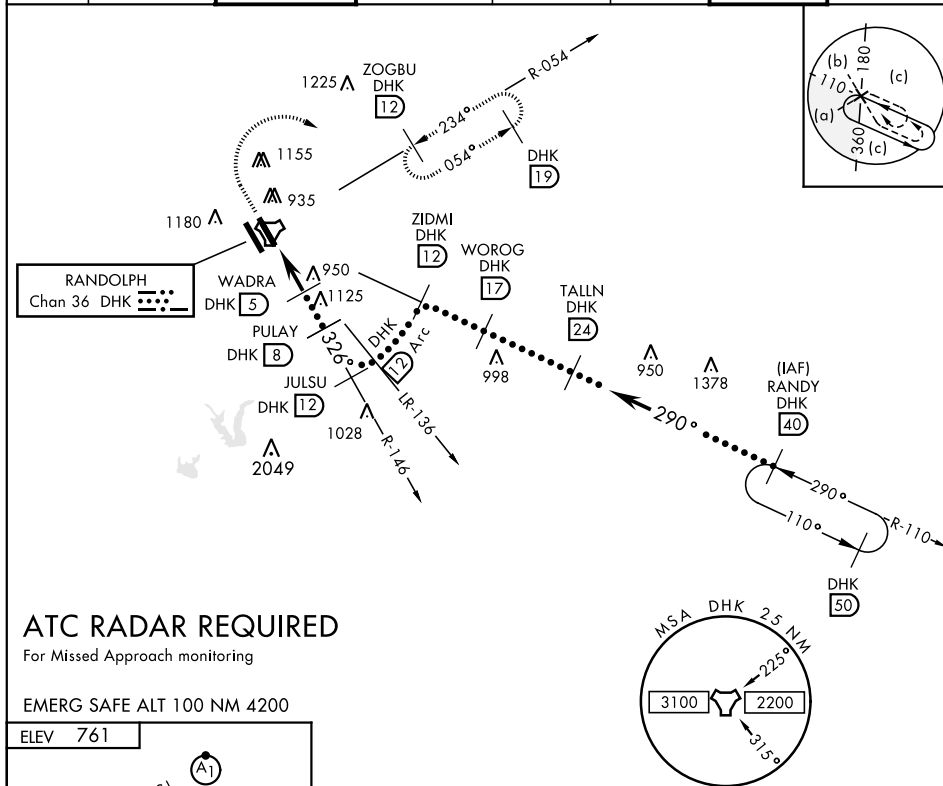 1225
ZOGBU
DHK
12
R-054
234°
054°
DHK
19
(b)
180
110
(c)
(a)
360
(c)
1155
935
1180
RANDOLPH
Chan 36 DHK
ZIDMI
DHK
12
WOROG
DHK
17
TALLN
DHK
24
WADRA
DHK 5
950
1125
PULAY
DHK 8
326°
DHK
12 Arc
JULSU
DHK 12
LR-136
R-146
1028
2049
998
950
1378
(IAF)
RANDY
DHK
40
290°
290°
110°
R-110
DHK
50
ATC RADAR REQUIRED
For Missed Approach monitoring
EMERG SAFE ALT 100 NM 4200
MSA DHK 25 NM
225°
3100
2200
315°
ELEV 761
A1